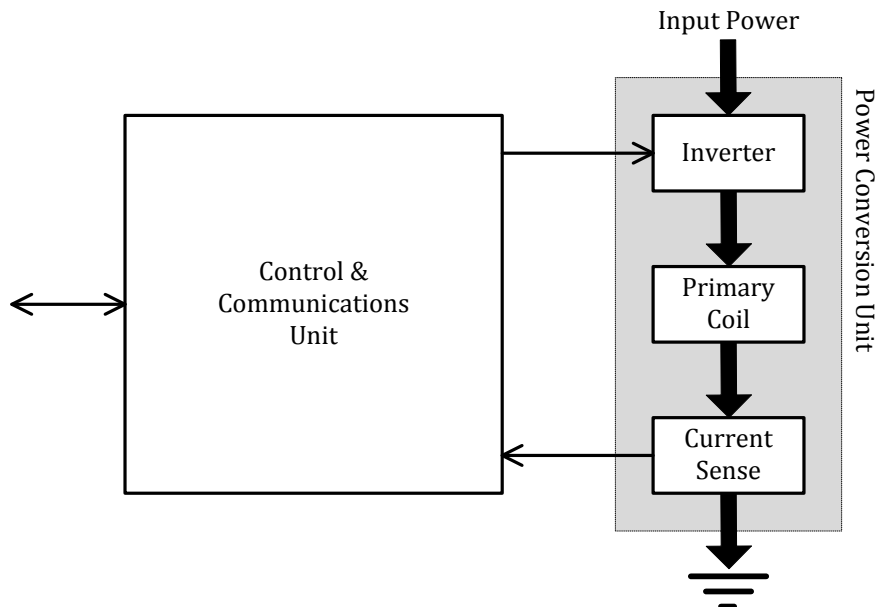 Input Power
Power Conversion Unit
Inverter
Control &
Communications
Unit
Primary
Coil
Current
Sense